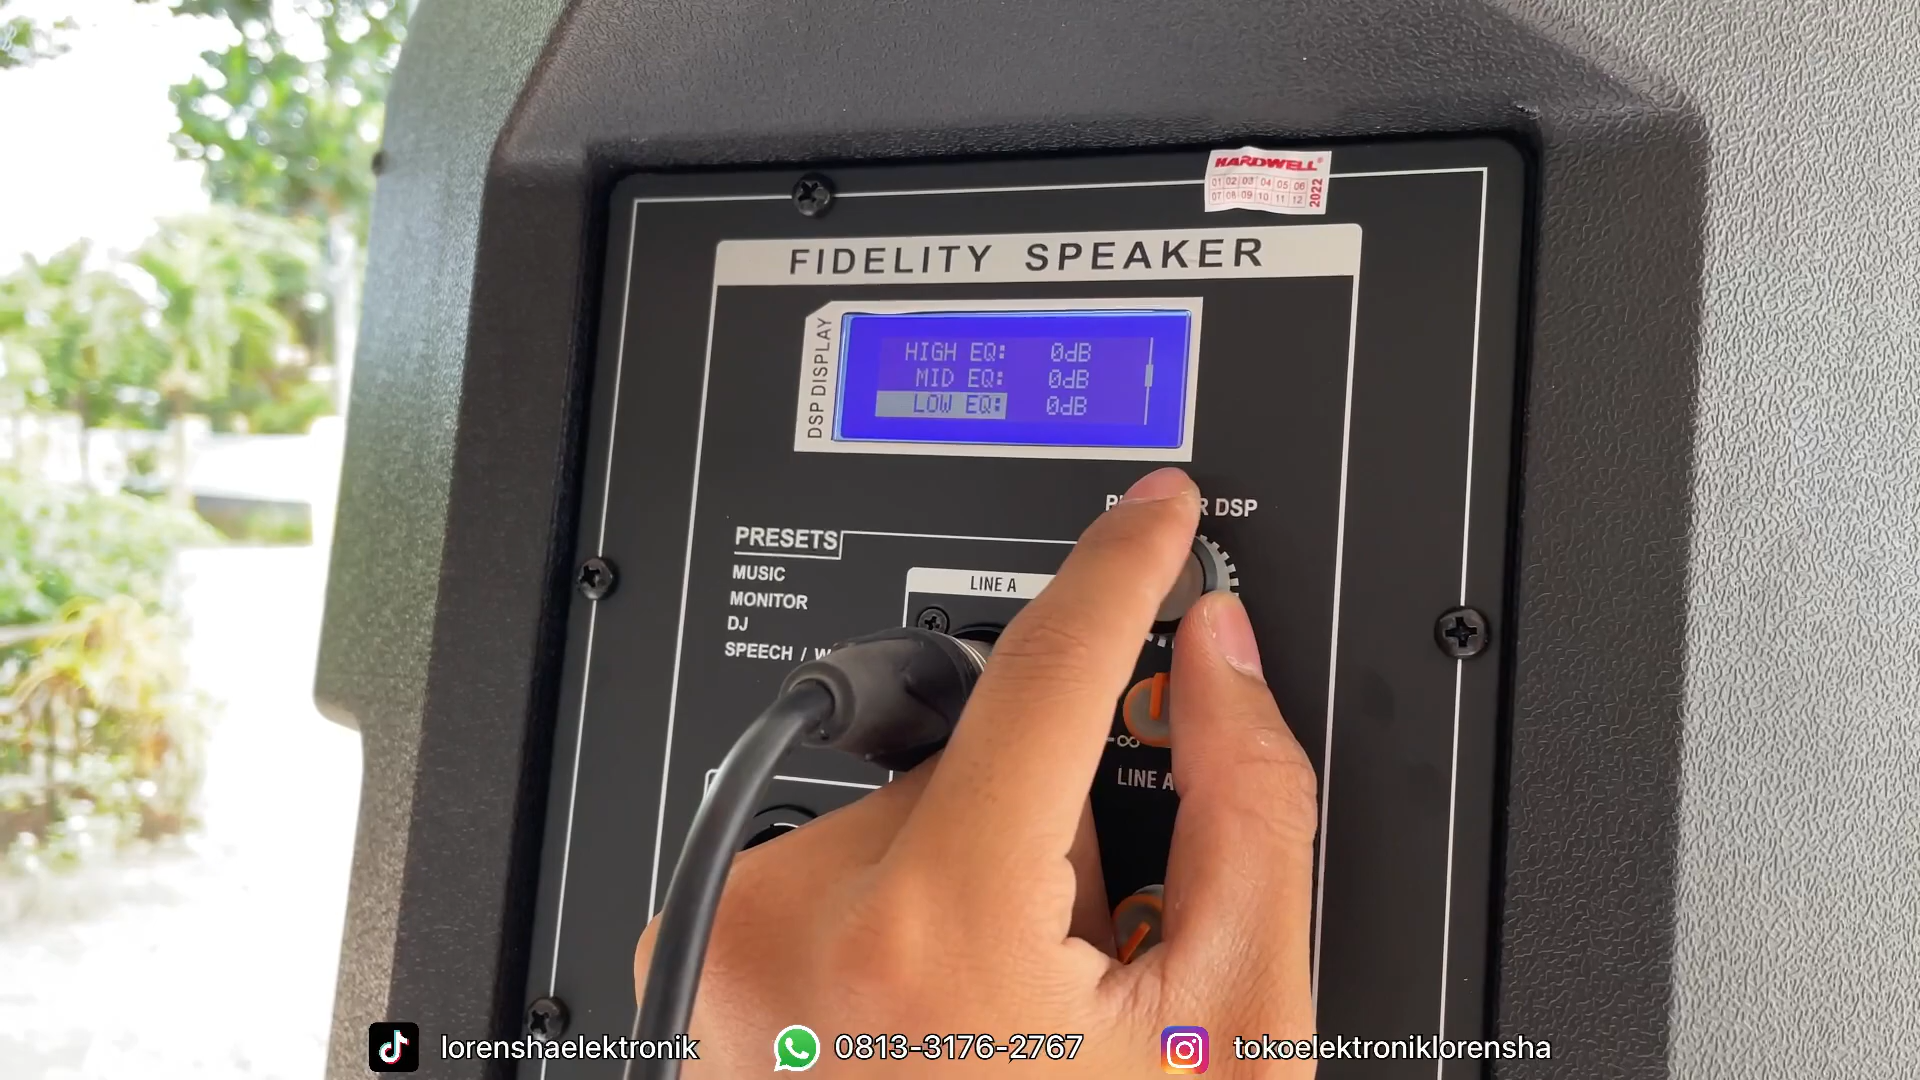 HARDWELL®
01 02 03 04 05 06
07 08 09 10 11 12
2022
FIDELITY SPEAKER
DSP DISPLAY
HIGH EQ: 0dB
MID EQ: 0dB
LOW EQ: 0dB
DSP
PRESETS
MUSIC
MONITOR
DJ
SPEECH /
LINE A
-∞
LINE A
lorenshaelektronik
0813-3176-2767
tokoelektroniklorensha